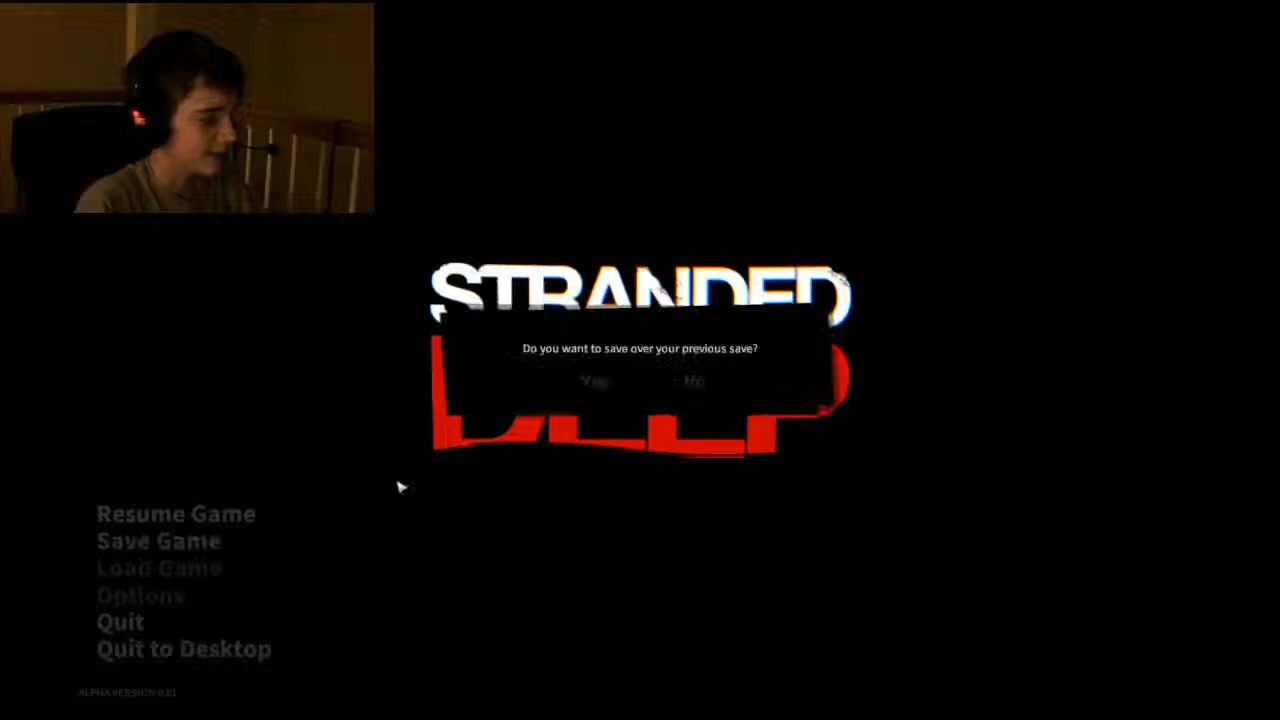 STRANDED
DEEP
Do you want to save over your previous save?
Yes No
Resume Game
Save Game
Load Game
Options
Quit
Quit to Desktop